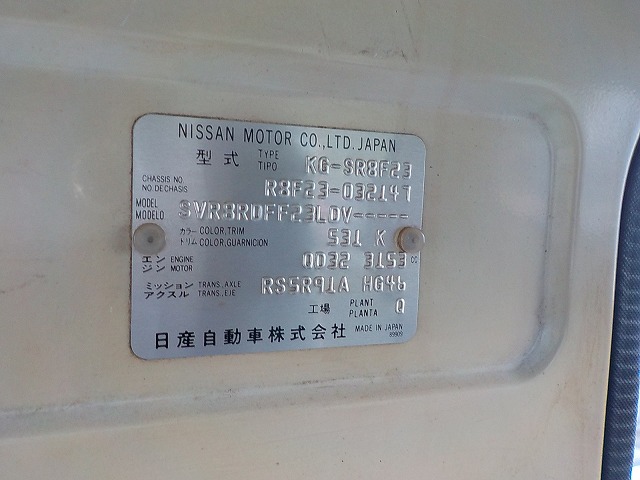 NISSAN MOTOR CO.,LTD.JAPAN
型式 TYPE TIPO KG-SR8F23
CHASSIS NO. NO.DE CHASIS R8F23-032147
MODEL MODELO SVR8RDFF23LDV-----
カラー トリム COLOR,TRIM COLOR,GUARNICION 531 K
エンジン ENGINE MOTOR QD32 3153 CC
ミッション アクスル TRANS.,AXLE TRANS.,EJE RS5R91A HG46
工場 PLANT PLANTA Q
日産自動車株式会社 MADE IN JAPAN